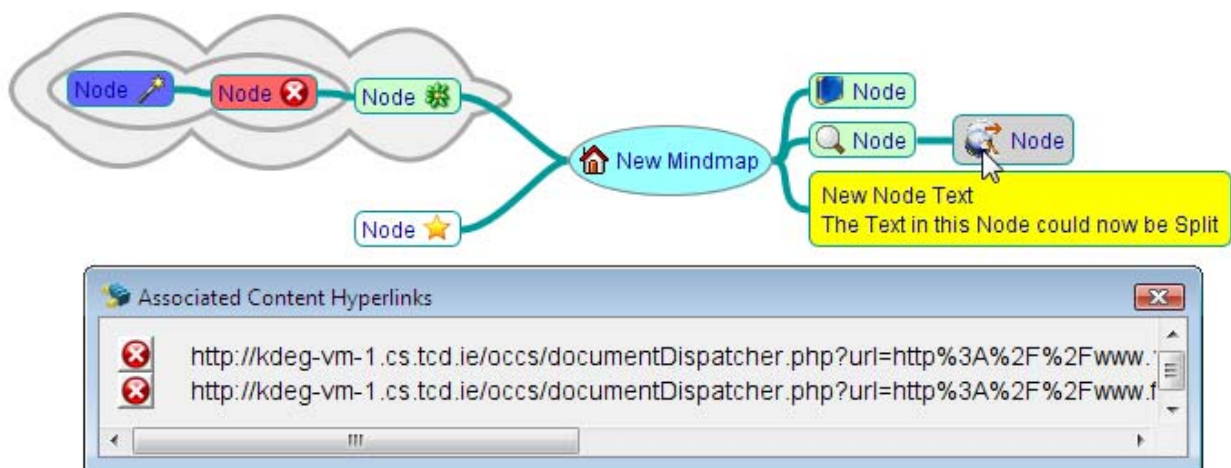 Node
Node
Node
Node
New Mindmap
Node
Node
Node
New Node Text
The Text in this Node could now be Split
Node
Associated Content Hyperlinks
http://kdeg-vm-1.cs.tcd.ie/occs/documentDispatcher.php?url=http%3A%2F%2Fwww.
http://kdeg-vm-1.cs.tcd.ie/occs/documentDispatcher.php?url=http%3A%2F%2Fwww.f